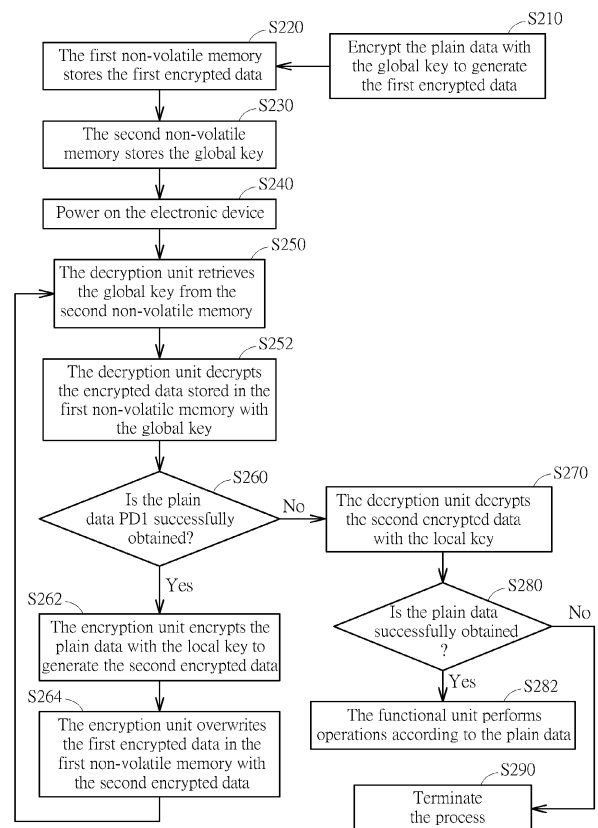 S210
Encrypt the plain data with
the global key to generate
the first encrypted data
S220
The first non-volatile memory
stores the first encrypted data
S230
The second non-volatile
memory stores the global key
S240
Power on the electronic device
S250
The decryption unit retrieves
the global key from the
second non-volatile memory
S252
The decryption unit decrypts
the encrypted data stored in the
first non-volatile memory with
the global key
S260
Is the plain
data PD1 successfully
obtained?
No
Yes
S262
The encryption unit encrypts the
plain data with the local key to
generate the second encrypted data
S264
The encryption unit overwrites
the first encrypted data in the
first non-volatile memory with
the second encrypted data
S270
The decryption unit decrypts
the second encrypted data
with the local key
S280
Is the plain data
successfully obtained
?
No
Yes
S282
The functional unit performs
operations according to the plain data
S290
Terminate
the process